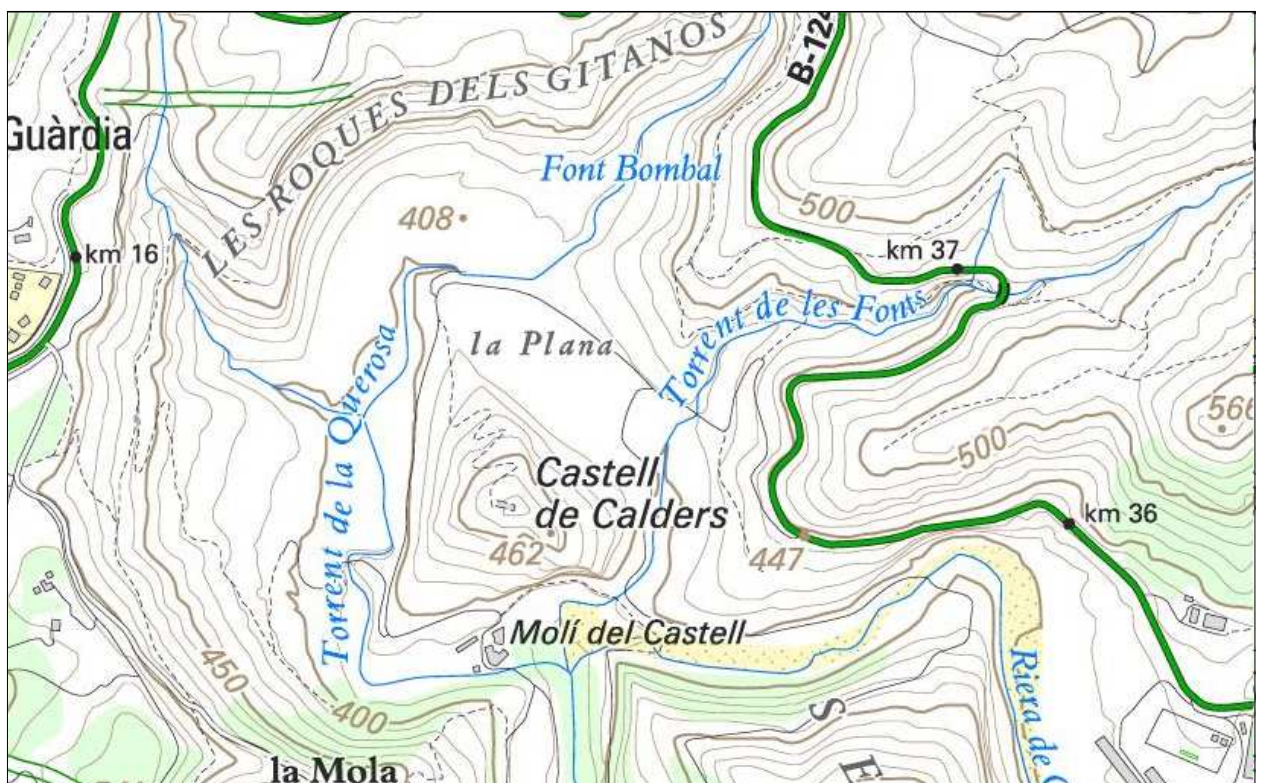 LES ROQUES DELS GITANOS
B-124
Guàrdia
Font Bombal
500
408
km 16
km 37
Torrent de les Fonts
la Plana
Torrent de la Querosa
566
500
Castell
de Calders
km 36
462
447
Molí del Castell
450
Riera de
S
400
E
la Mola